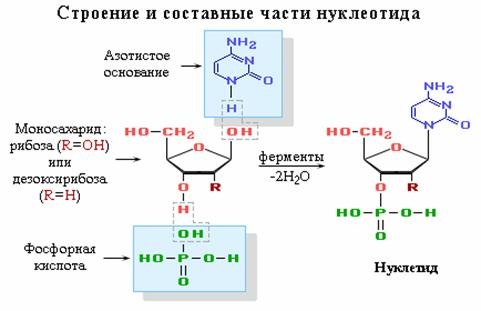 Строение и составные части нуклеотида
Азотистое
основание
NH2
N
N
O
H
Моносахарид:
рибоза (R=OH)
или
дезоксирибоза
(R=H)
HO-CH2
OH
O
O
R
H
ферменты
-2H2O
Фосфорная
кислота
OH
HO-P-O-H
O
NH2
N
N
O
HO-CH2
O
O
R
HO-P-O-H
O
Нуклетид